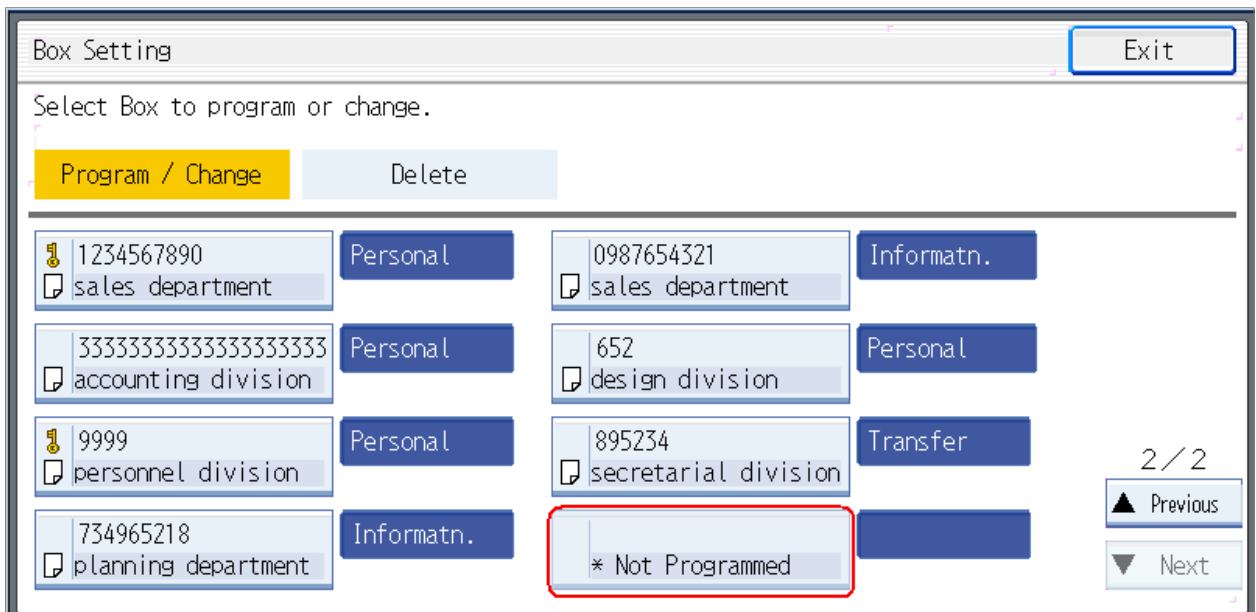 Box Setting
Exit
Select Box to program or change.
Program / Change
Delete
1234567890
sales department
Personal
0987654321
sales department
Informatn.
33333333333333333333
accounting division
Personal
652
design division
Personal
9999
personnel division
Personal
895234
secretarial division
Transfer
734965218
planning department
Informatn.
* Not Programmed
2/2
▲ Previous
▼ Next